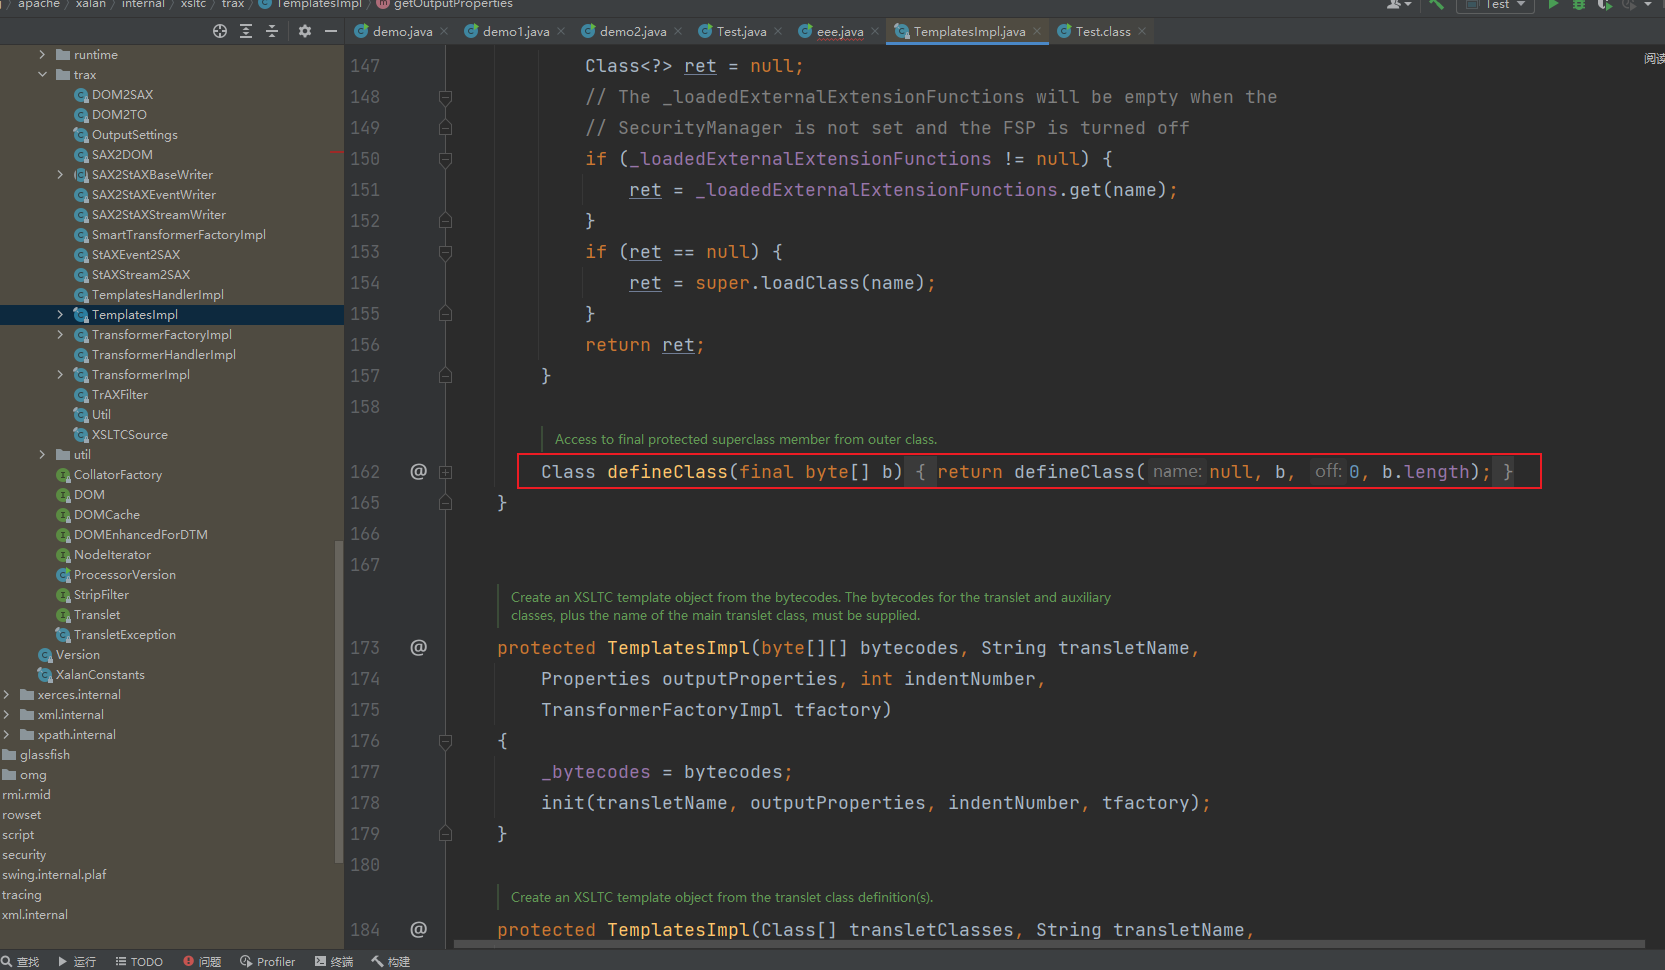 apache › xalan › internal › xsltc › trax › TemplatesImpl › getOutputProperties
Test
demo.java
demo1.java
demo2.java
Test.java
eee.java
TemplatesImpl.java
Test.class
runtime
trax
DOM2SAX
DOM2TO
OutputSettings
SAX2DOM
SAX2StAXBaseWriter
SAX2StAXEventWriter
SAX2StAXStreamWriter
SmartTransformerFactoryImpl
StAXEvent2SAX
StAXStream2SAX
TemplatesHandlerImpl
TemplatesImpl
TransformerFactoryImpl
TransformerHandlerImpl
TransformerImpl
TrAXFilter
Util
XSLTCSource
util
CollatorFactory
DOM
DOMCache
DOMEnhancedForDTM
NodeIterator
ProcessorVersion
StripFilter
Translet
TransletException
Version
XalanConstants
xerces.internal
xml.internal
xpath.internal
glassfish
omg
rmi.rmid
rowset
script
security
swing.internal.plaf
tracing
xml.internal
阅读
147 Class<?> ret = null;
148 // The _loadedExternalExtensionFunctions will be empty when the
149 // SecurityManager is not set and the FSP is turned off
150 if (_loadedExternalExtensionFunctions != null) {
151 ret = _loadedExternalExtensionFunctions.get(name);
152 }
153 if (ret == null) {
154 ret = super.loadClass(name);
155 }
156 return ret;
157 }
158
Access to final protected superclass member from outer class.
162 @ Class defineClass(final byte[] b) { return defineClass( name: null, b, off: 0, b.length); }
165 }
166
167
Create an XSLTC template object from the bytecodes. The bytecodes for the translet and auxiliary
classes, plus the name of the main translet class, must be supplied.
173 @ protected TemplatesImpl(byte[][] bytecodes, String transletName,
174 Properties outputProperties, int indentNumber,
175 TransformerFactoryImpl tfactory)
176 {
177 _bytecodes = bytecodes;
178 init(transletName, outputProperties, indentNumber, tfactory);
179 }
180
Create an XSLTC template object from the translet class definition(s).
184 @ protected TemplatesImpl(Class[] transletClasses, String transletName,
查找
运行
TODO
问题
Profiler
终端
构建